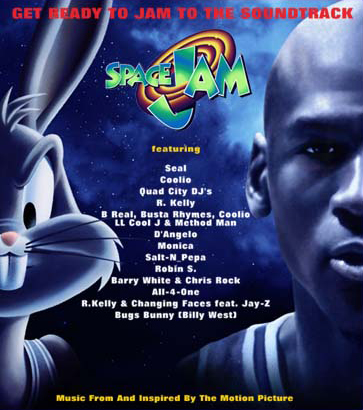 GET READY TO JAM TO THE SOUNDTRACK
SPACE JAM
featuring
Seal
Coolio
Quad City DJ's
R. Kelly
B Real, Busta Rhymes, Coolio
LL Cool J & Method Man
D'Angelo
Monica
Salt-N_Pepa
Robin S.
Barry White & Chris Rock
All-4-One
R.Kelly & Changing Faces feat. Jay-Z
Bugs Bunny (Billy West)
Music From And Inspired By The Motion Picture